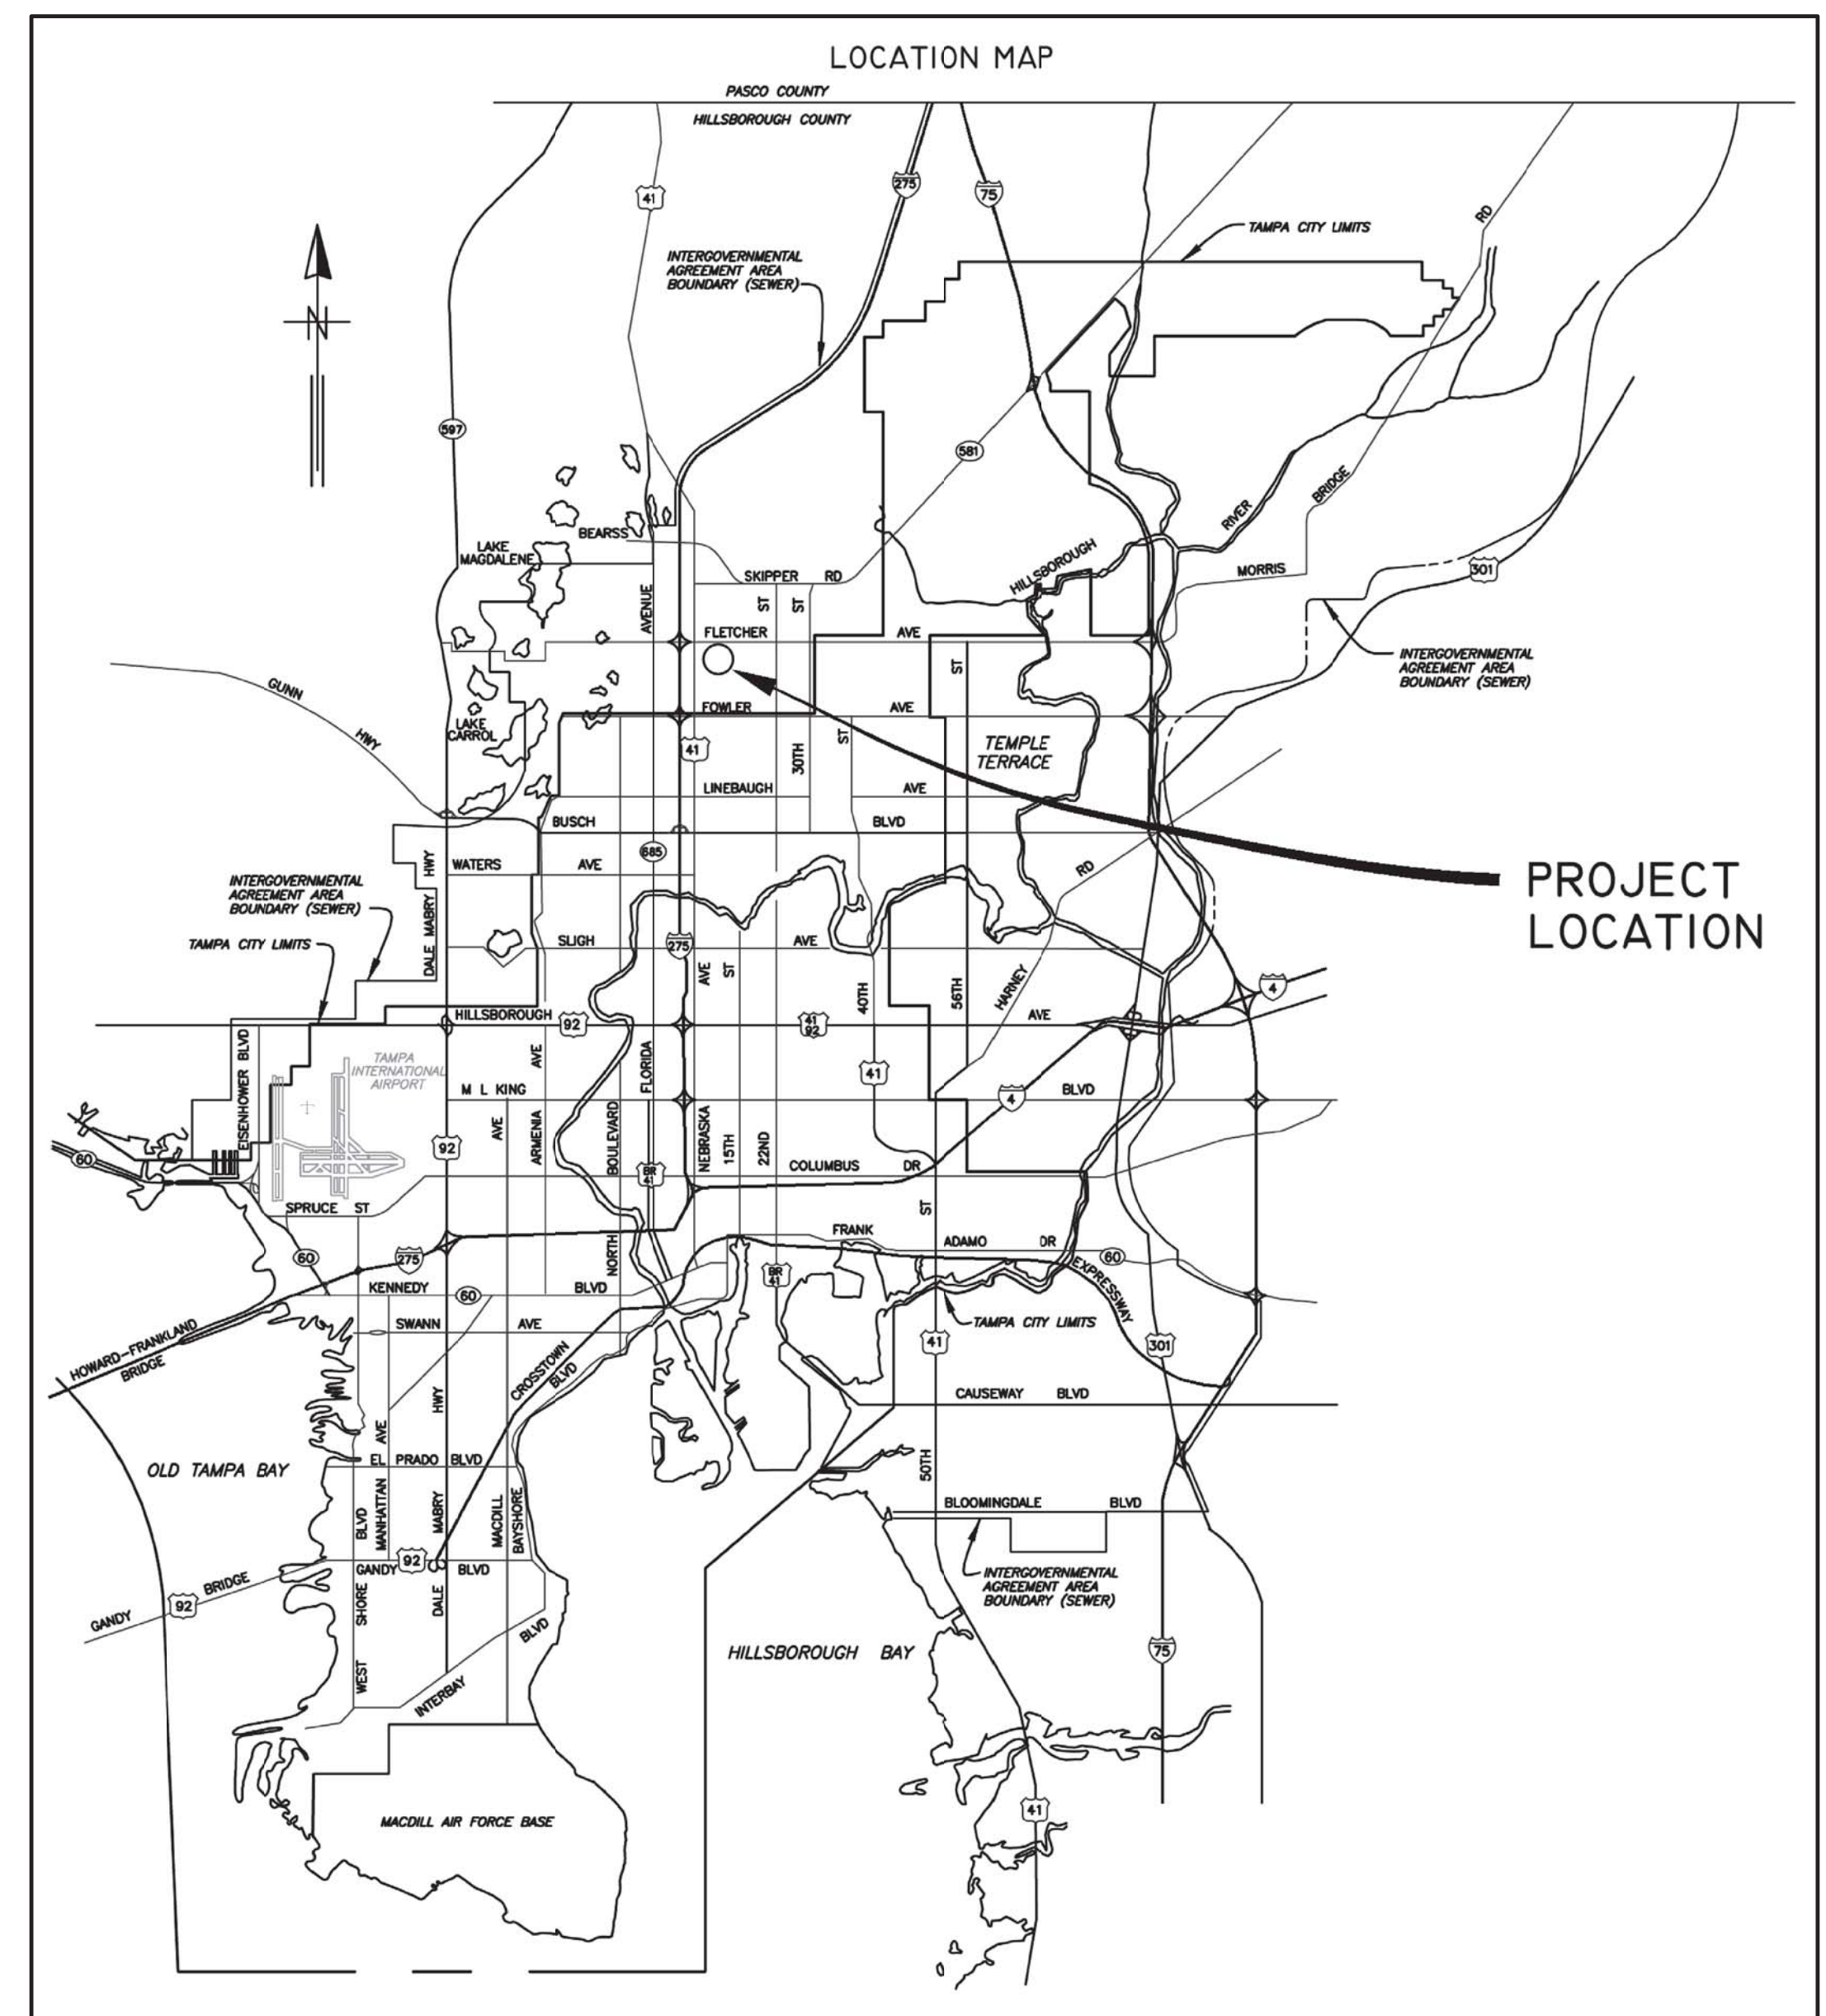 LOCATION MAP
PASCO COUNTY
HILLSBOROUGH COUNTY
275
75
41
RD
TAMPA CITY LIMITS
INTERGOVERNMENTAL
AGREEMENT AREA
BOUNDARY (SEWER)
N
597
581
BRIDGE
RIVER
BEARSS
LAKE
MAGDALENE
HILLSBOROUGH
MORRIS
301
SKIPPER RD
AVENUE
ST
ST
FLETCHER AVE
INTERGOVERNMENTAL
AGREEMENT AREA
BOUNDARY (SEWER)
ST
GUNN
HWY
LAKE
CARROL
FOWLER AVE
41
30TH
ST
TEMPLE
TERRACE
LINEBAUGH AVE
BUSCH BLVD
685
HWY
WATERS AVE
RD
PROJECT
LOCATION
INTERGOVERNMENTAL
AGREEMENT AREA
BOUNDARY (SEWER)
TAMPA CITY LIMITS
DALE MABRY
SLIGH AVE
275
AVE
ST
40TH
56TH
HARNEY
4
HILLSBOROUGH
92
41
92
AVE
EISENHOWER BLVD
TAMPA
INTERNATIONAL
AIRPORT
AVE
FLORIDA
41
M L KING BLVD
4
AVE
ARMENIA
BOULEVARD
NEBRASKA
15TH
22ND
92
60
BR
41
COLUMBUS DR
SPRUCE ST
ST
FRANK
ADAMO DR
60
60
275
NORTH
BR
41
EXPRESSWAY
KENNEDY
60
BLVD
SWANN AVE
TAMPA CITY LIMITS
41
301
HOWARD-FRANKLAND
BRIDGE
CROSSTOWN
BLVD
HWY
CAUSEWAY BLVD
AVE
EL PRADO BLVD
OLD TAMPA BAY
50TH
BLVD
MANHATTAN
MABRY
MACDILL
BAYSHORE
BLOOMINGDALE BLVD
GANDY
92
BLVD
INTERGOVERNMENTAL
AGREEMENT AREA
BOUNDARY (SEWER)
GANDY
92
BRIDGE
SHORE
DALE
BLVD
HILLSBOROUGH BAY
75
WEST
INTERBAY
41
MACDILL AIR FORCE BASE